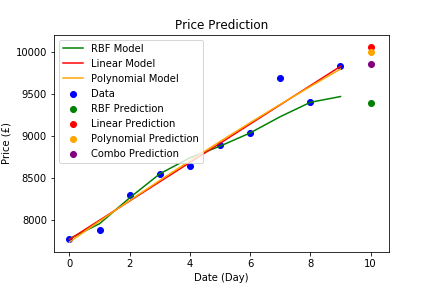 Price Prediction
RBF Model
Linear Model
Polynomial Model
Data
RBF Prediction
Linear Prediction
Polynomial Prediction
Combo Prediction
Price (£)
10000
9500
9000
8500
8000
0 2 4 6 8 10
Date (Day)